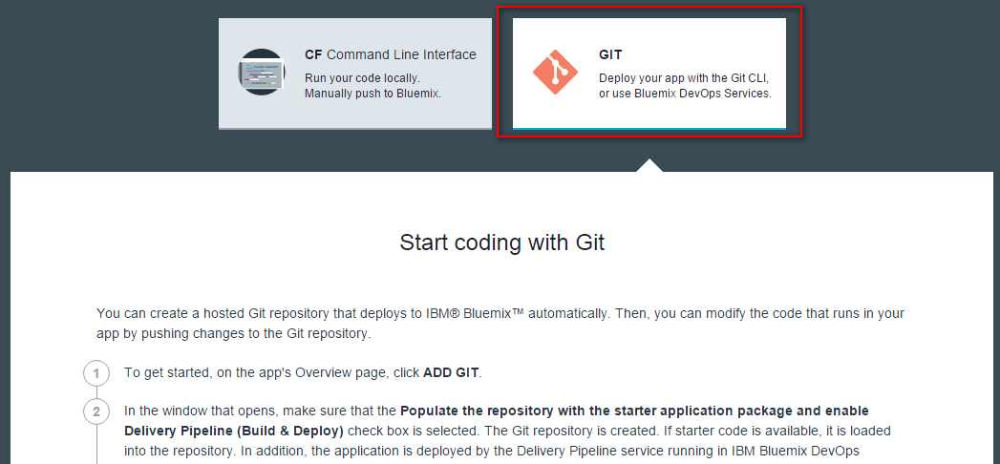 CF Command Line Interface
Run your code locally.
Manually push to Bluemix.
GIT
Deploy your app with the Git CLI,
or use Bluemix DevOps Services.
Start coding with Git
You can create a hosted Git repository that deploys to IBM® Bluemix™ automatically. Then, you can modify the code that runs in your
app by pushing changes to the Git repository.
1 To get started, on the app's Overview page, click ADD GIT.
2 In the window that opens, make sure that the Populate the repository with the starter application package and enable
Delivery Pipeline (Build & Deploy) check box is selected. The Git repository is created. If starter code is available, it is loaded
into the repository. In addition, the application is deployed by the Delivery Pipeline service running in IBM Bluemix DevOps